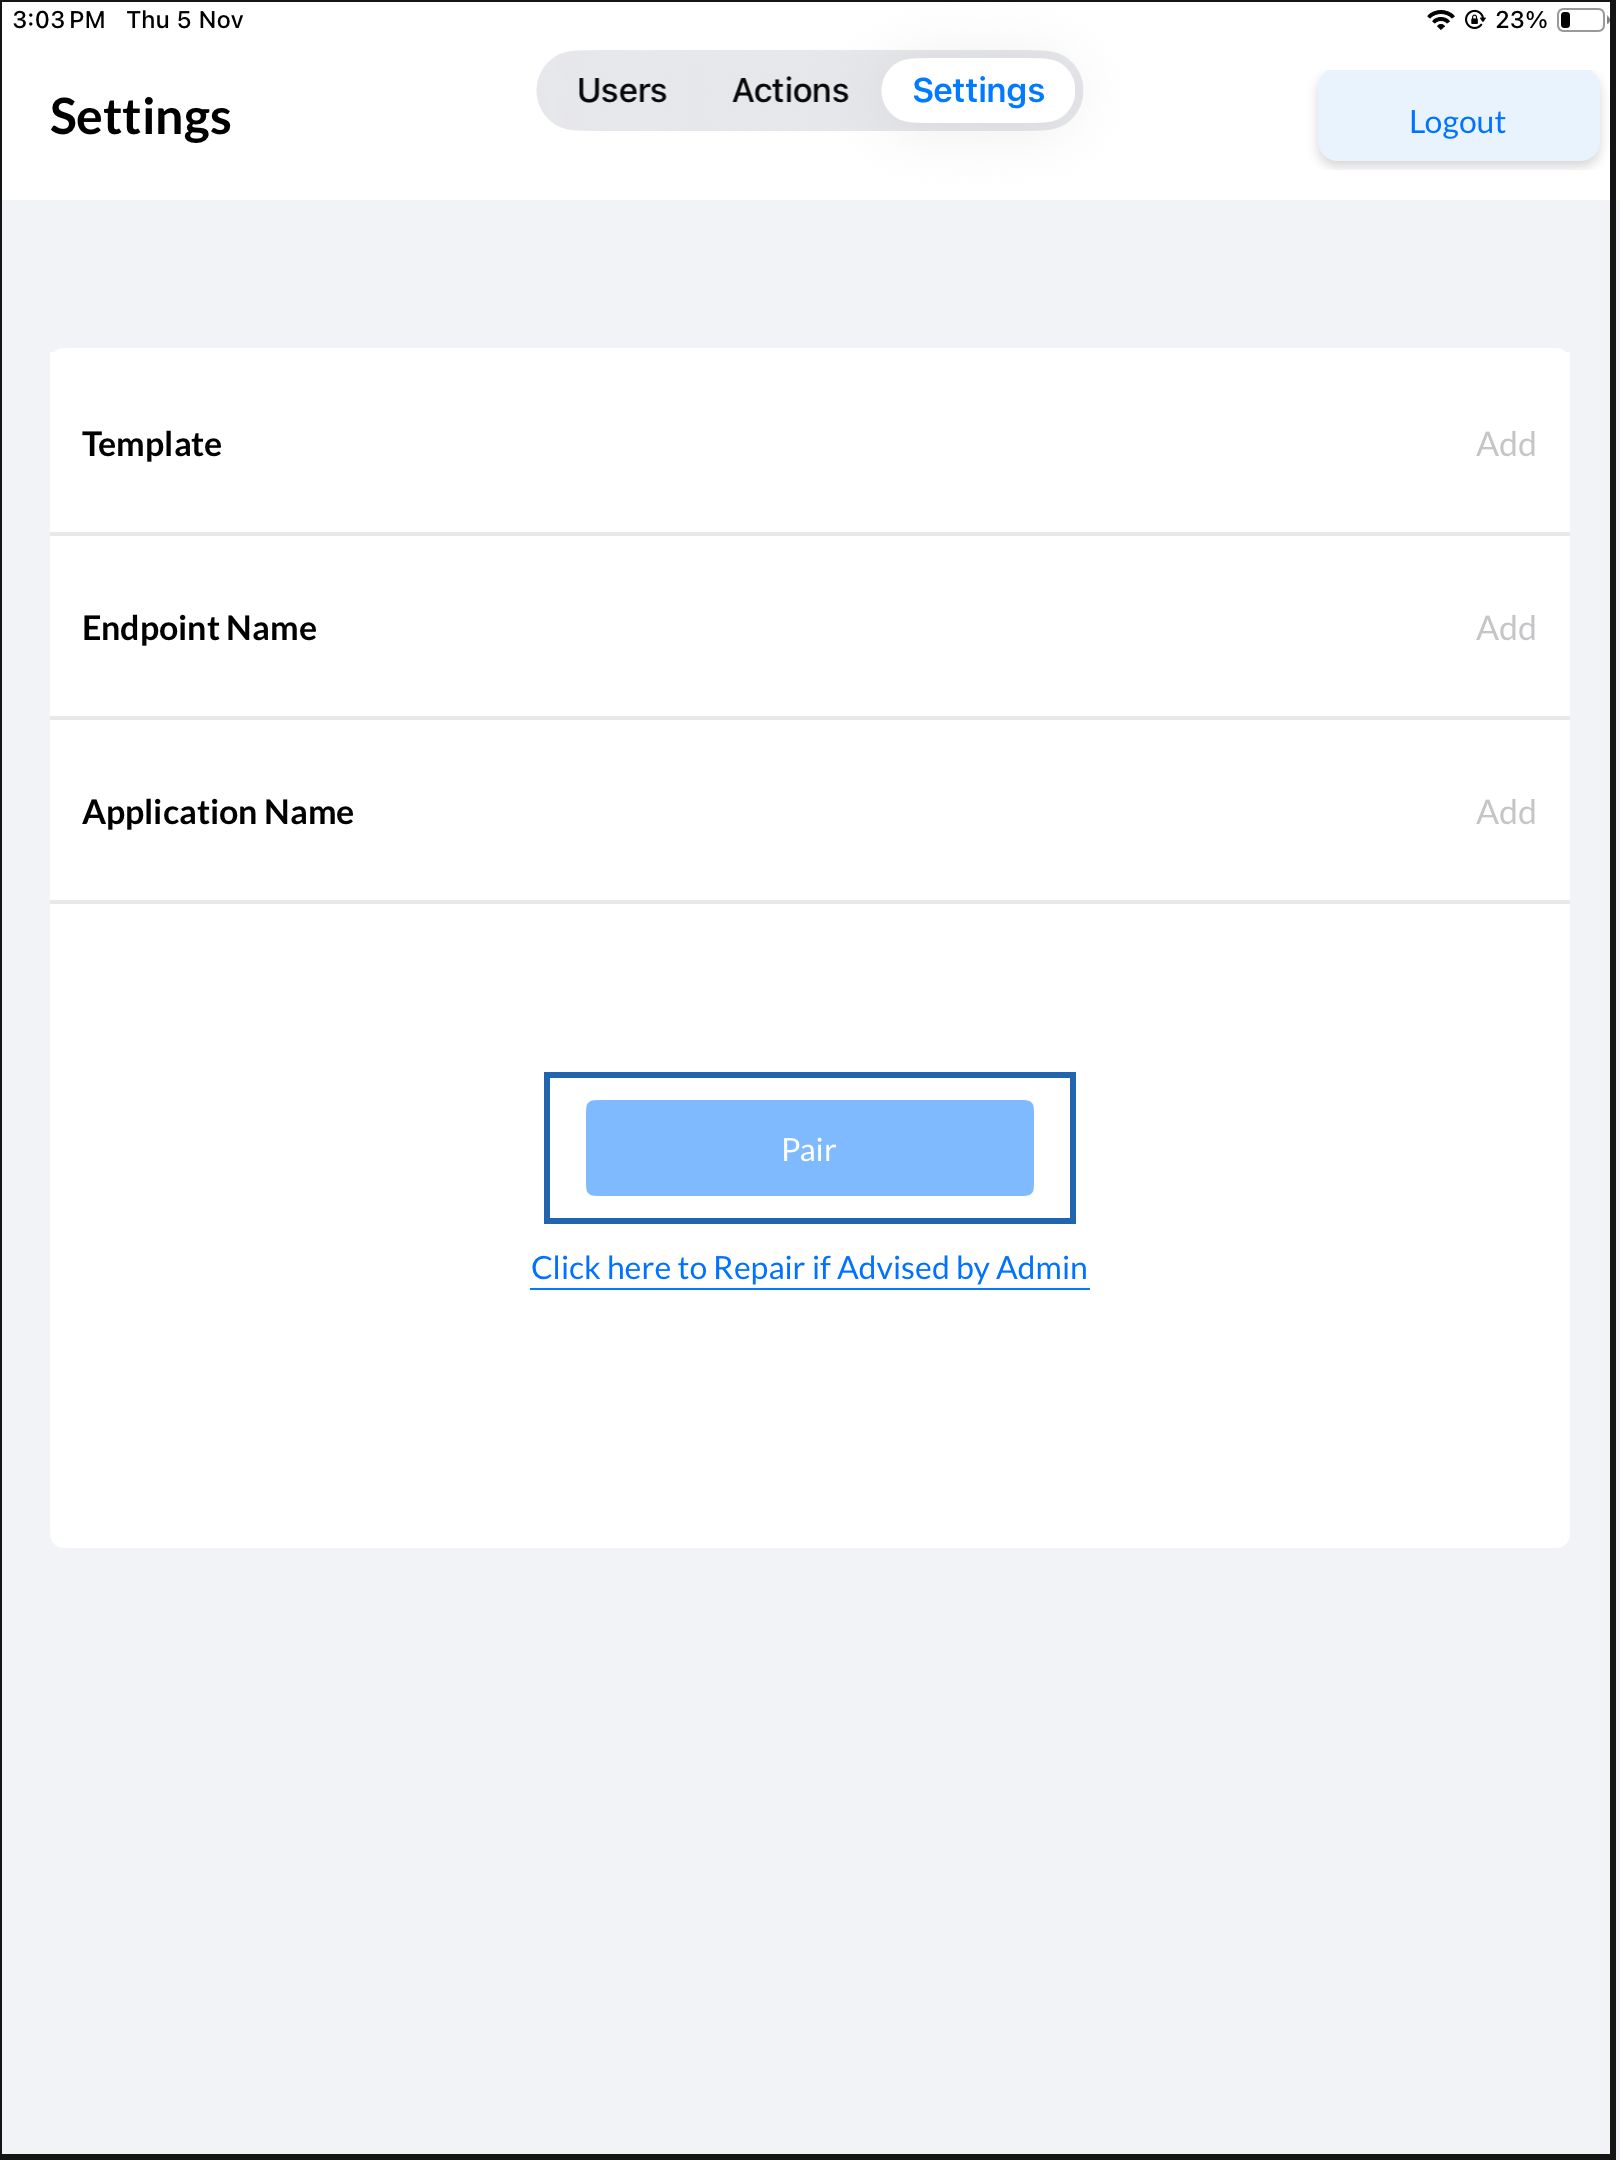 3:03 PM Thu 5 Nov 23%
Users Actions Settings
Settings
Logout
Template Add
Endpoint Name Add
Application Name Add
Pair
Click here to Repair if Advised by Admin